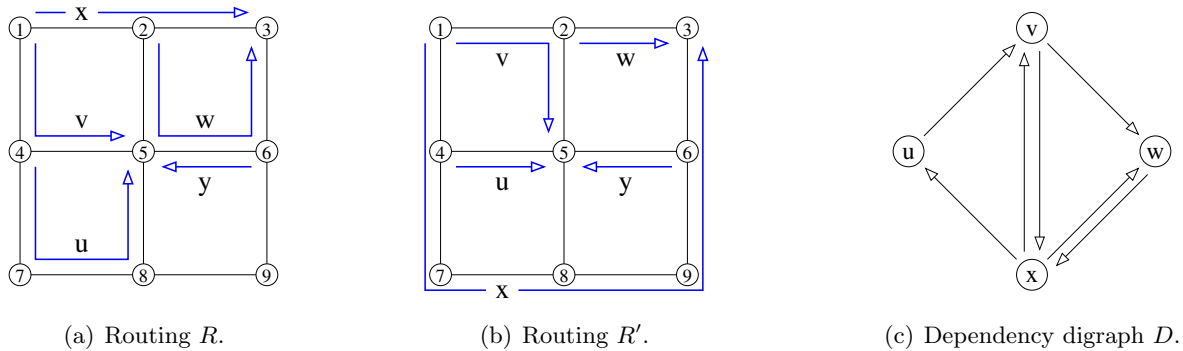 x
1 2 3
v w
4 5 6
y
u
7 8 9
(a) Routing R.
1 2 3
v w
4 5 6
u y
7 8 9
x
(b) Routing R′.
v
u w
x
(c) Dependency digraph D.